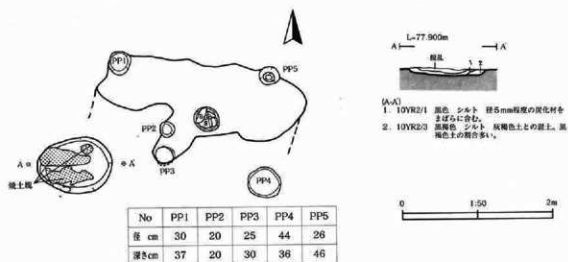 PP1
PP5
PP2
PP3
PP4
A A'
焼土塊
L=77.900m
A A'
撹乱 1 2
(A-A')
1. 10YR2/1 黒色 シルト 径5mm程度の炭化材を
まばらに含む。
2. 10YR2/3 黒褐色 シルト 灰褐色土との混土。黒
褐色土の割合多い。
0 1:50 2m
No PP1 PP2 PP3 PP4 PP5
径cm 30 20 25 44 26
深さcm 37 20 30 36 46